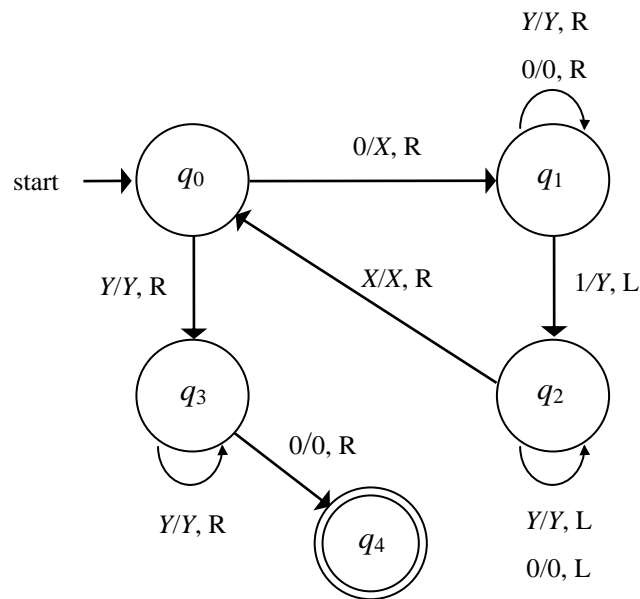 Y/Y, R
0/0, R
0/X, R
start
q0
q1
Y/Y, R
X/X, R
1/Y, L
q3
q2
0/0, R
Y/Y, R
q4
Y/Y, L
0/0, L